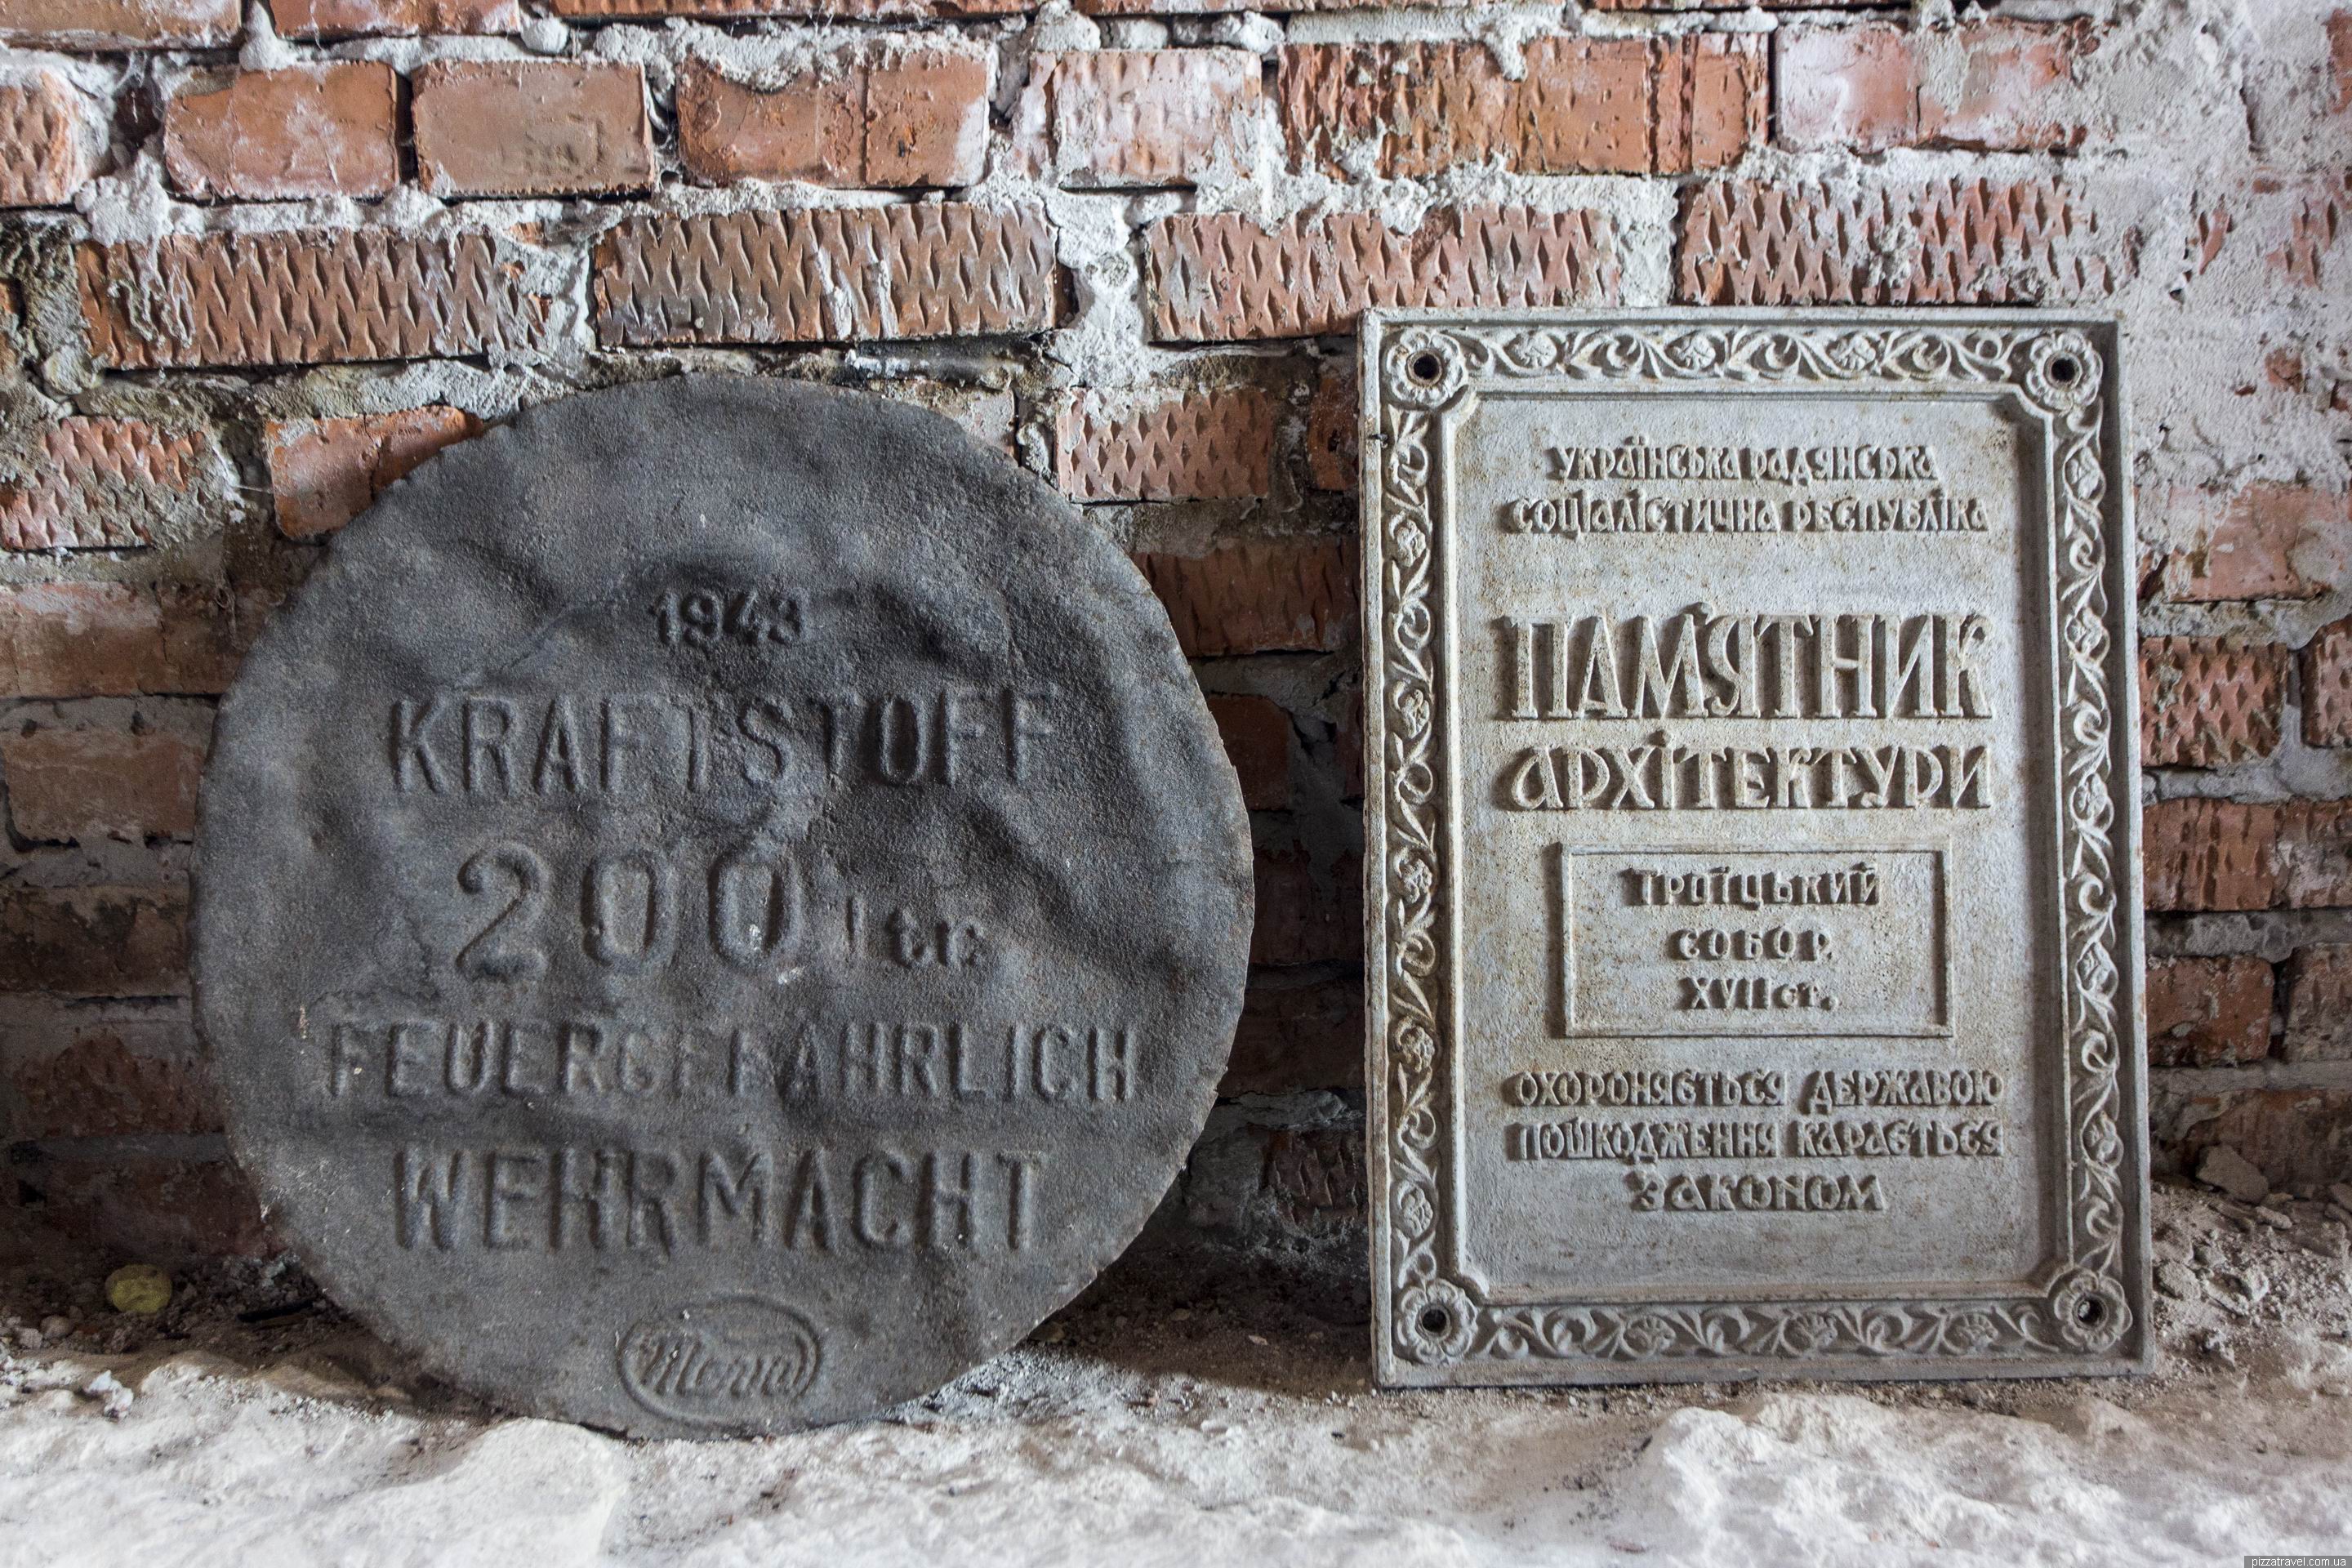 1943
KRAFTSTOFF
200 ltr.
FEUERGEFÄHRLICH
WEHRMACHT
УКРАЇНСЬКА РАДЯНСЬКА
СОЦІАЛІСТИЧНА РЕСПУБЛІКА
ПАМ'ЯТНИК
АРХІТЕКТУРИ
ТРОЇЦЬКИЙ
СОБОР
XVII ст.
ОХОРОНЯЄТЬСЯ ДЕРЖАВОЮ
ПОШКОДЖЕННЯ КАРАЄТЬСЯ
ЗАКОНОМ
pizzatravel.com.ua